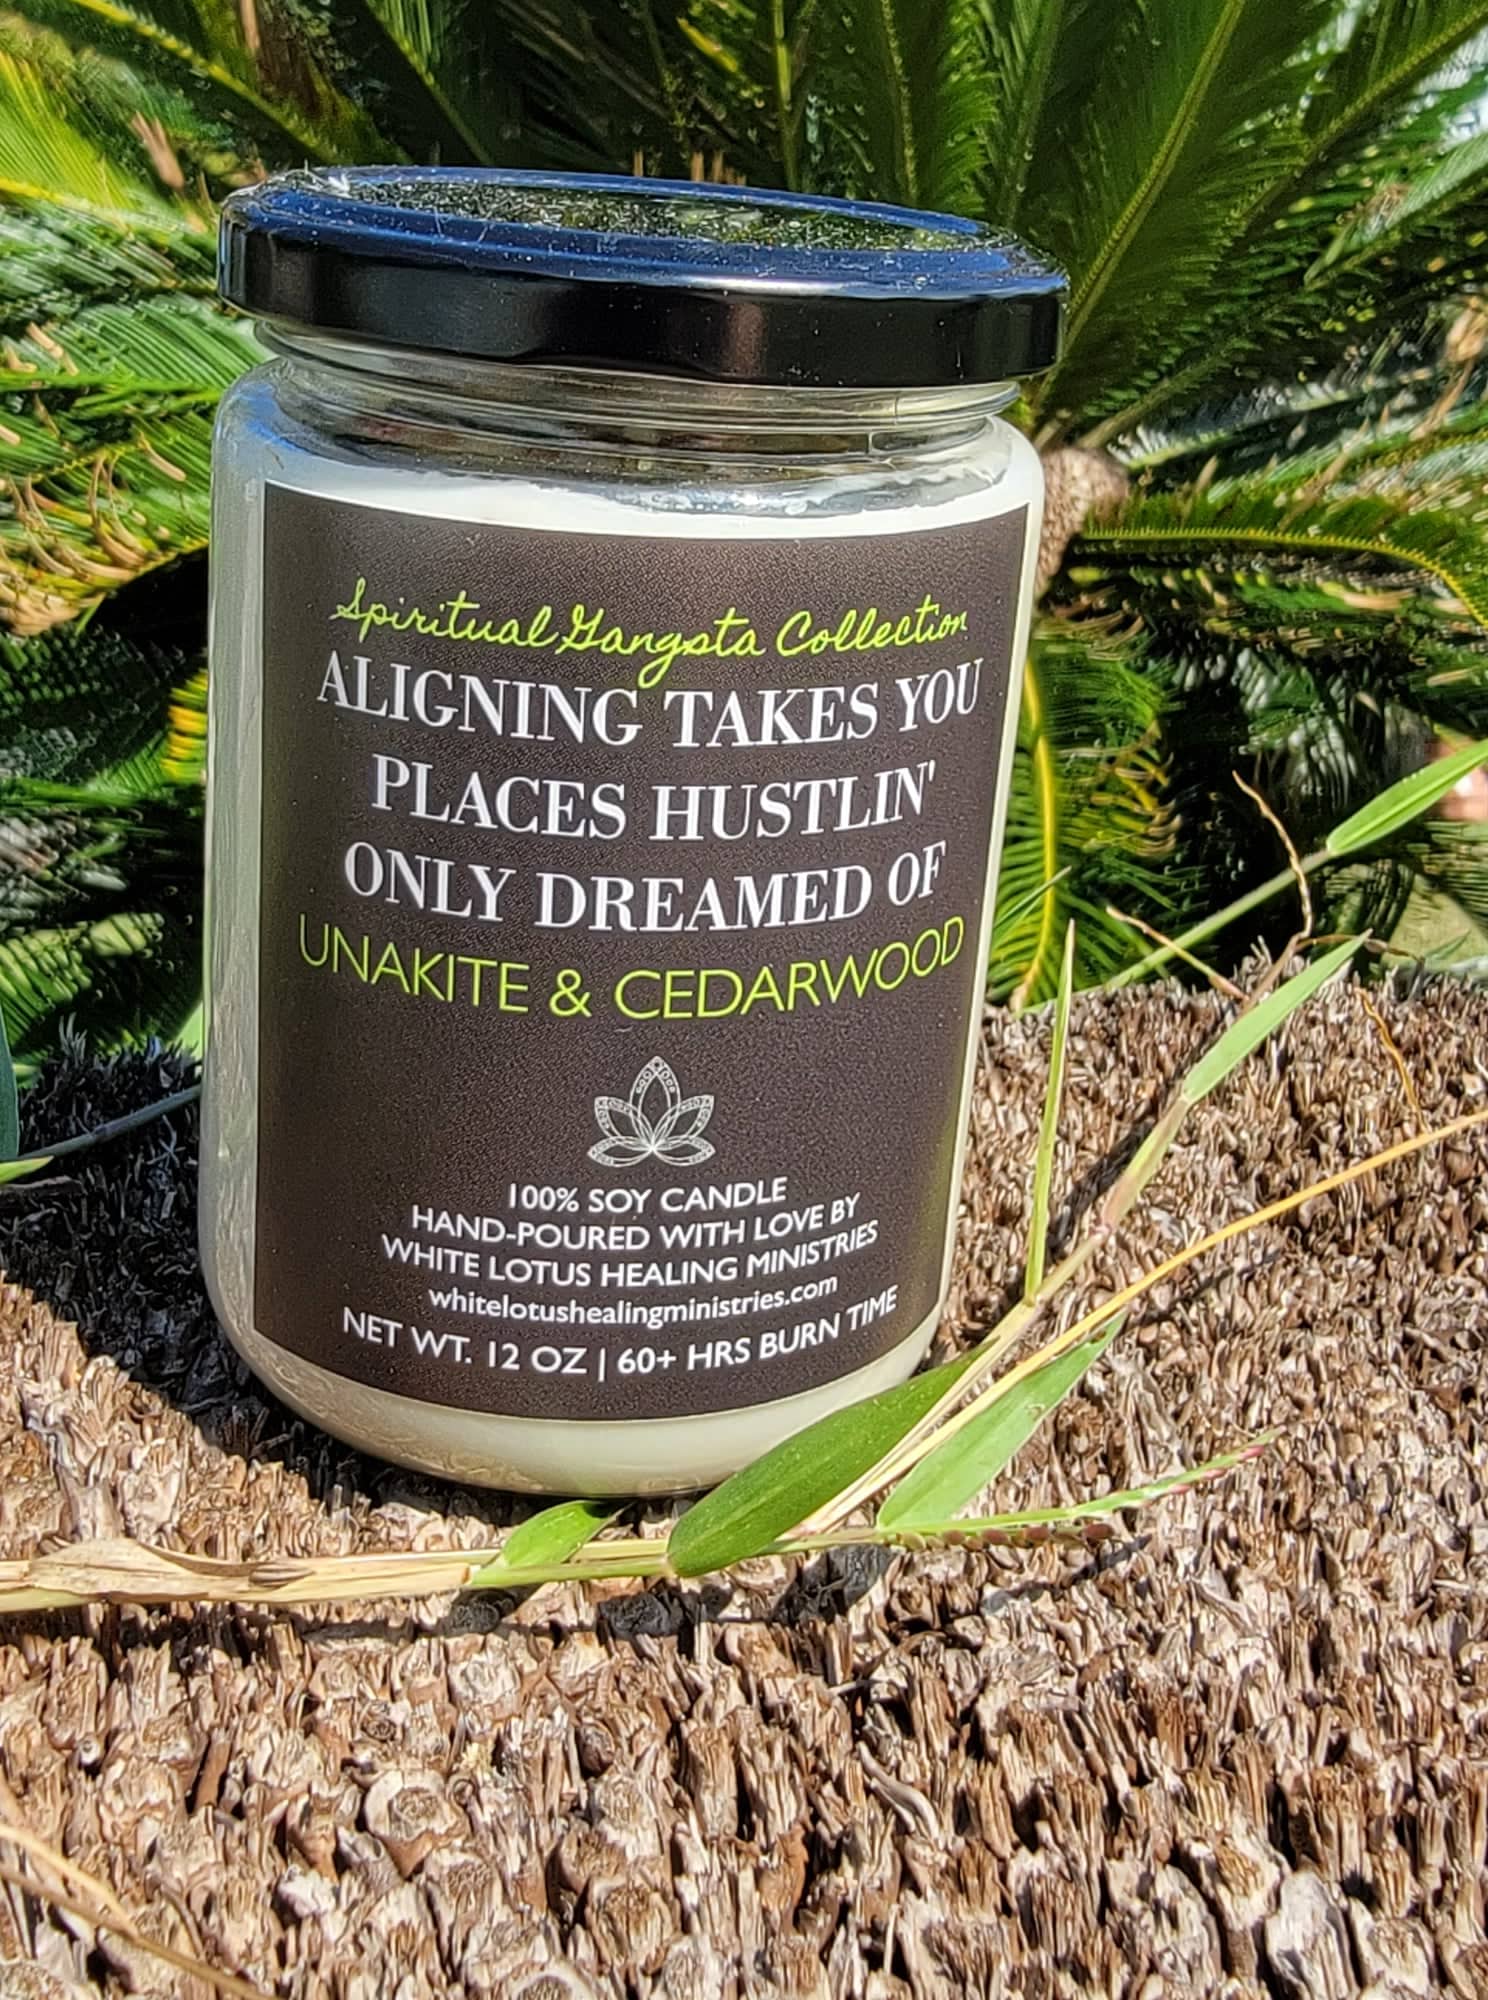 Spiritual Gangsta Collection
ALIGNING TAKES YOU
PLACES HUSTLIN'
ONLY DREAMED OF
UNAKITE & CEDARWOOD
100% SOY CANDLE
HAND-POURED WITH LOVE BY
WHITE LOTUS HEALING MINISTRIES
whitelotushealingministries.com
NET WT. 12 OZ | 60+ HRS BURN TIME